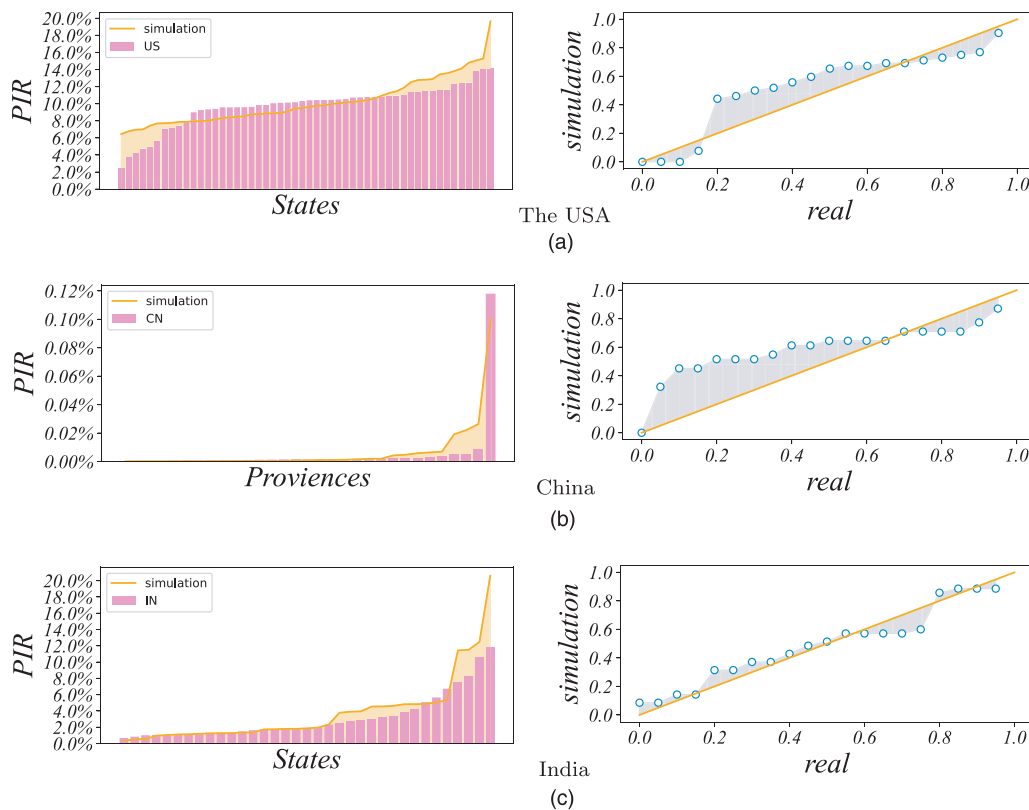 20.0%
18.0%
16.0%
14.0%
12.0%
10.0%
8.0%
6.0%
4.0%
2.0%
0.0%
PIR
simulation
US
States
1.0
0.8
0.6
0.4
0.2
0.0
simulation
0.0 0.2 0.4 0.6 0.8 1.0
real
The USA
(a)
0.12%
0.10%
0.08%
0.06%
0.04%
0.02%
0.00%
PIR
simulation
CN
Proviences
1.0
0.8
0.6
0.4
0.2
0.0
simulation
0.0 0.2 0.4 0.6 0.8 1.0
real
China
(b)
20.0%
18.0%
16.0%
14.0%
12.0%
10.0%
8.0%
6.0%
4.0%
2.0%
0.0%
PIR
simulation
IN
States
1.0
0.8
0.6
0.4
0.2
0.0
simulation
0.0 0.2 0.4 0.6 0.8 1.0
real
India
(c)